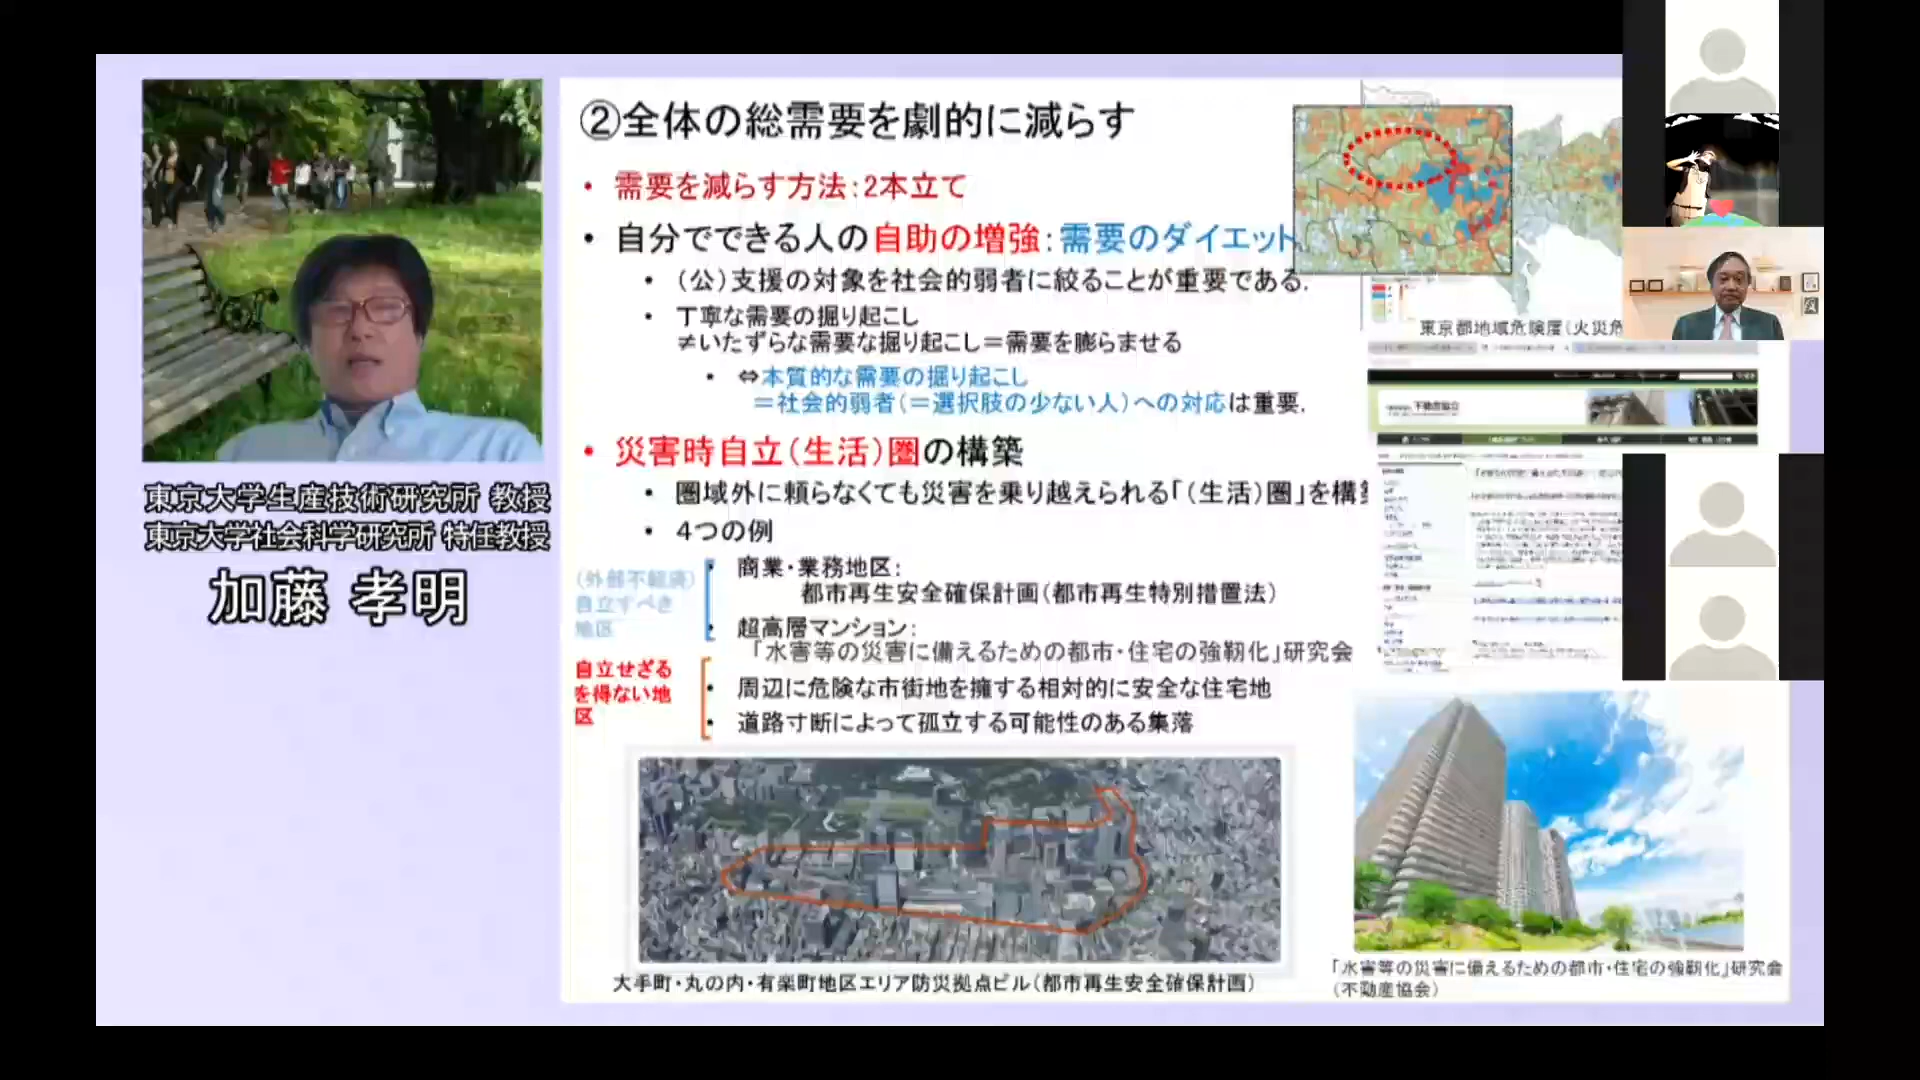 東京大学生産技術研究所 教授
東京大学社会科学研究所 特任教授
加藤 孝明
②全体の総需要を劇的に減らす
・需要を減らす方法：2本立て
・自分でできる人の自助の増強：需要のダイエット
・（公）支援の対象を社会的弱者に絞ることが重要である．
・丁寧な需要の掘り起こし
≠いたずらな需要な掘り起こし＝需要を膨らませる
・⇔本質的な需要の掘り起こし
＝社会的弱者（＝選択肢の少ない人）への対応は重要．
・災害時自立（生活）圏の構築
・圏域外に頼らなくても災害を乗り越えられる「（生活）圏」を構築
・4つの例
（外部不経済）
自立すべき
地区
・商業・業務地区：
都市再生安全確保計画（都市再生特別措置法）
・超高層マンション：
「水害等の災害に備えるための都市・住宅の強靭化」研究会
自立せざる
を得ない地
区
・周辺に危険な市街地を擁する相対的に安全な住宅地
・道路寸断によって孤立する可能性のある集落
大手町・丸の内・有楽町地区エリア防災拠点ビル（都市再生安全確保計画）
東京都地域危険度（火災危
不動産協会
「水害等の災害に備えるための都市・住宅の強靭化」研究会
（不動産協会）